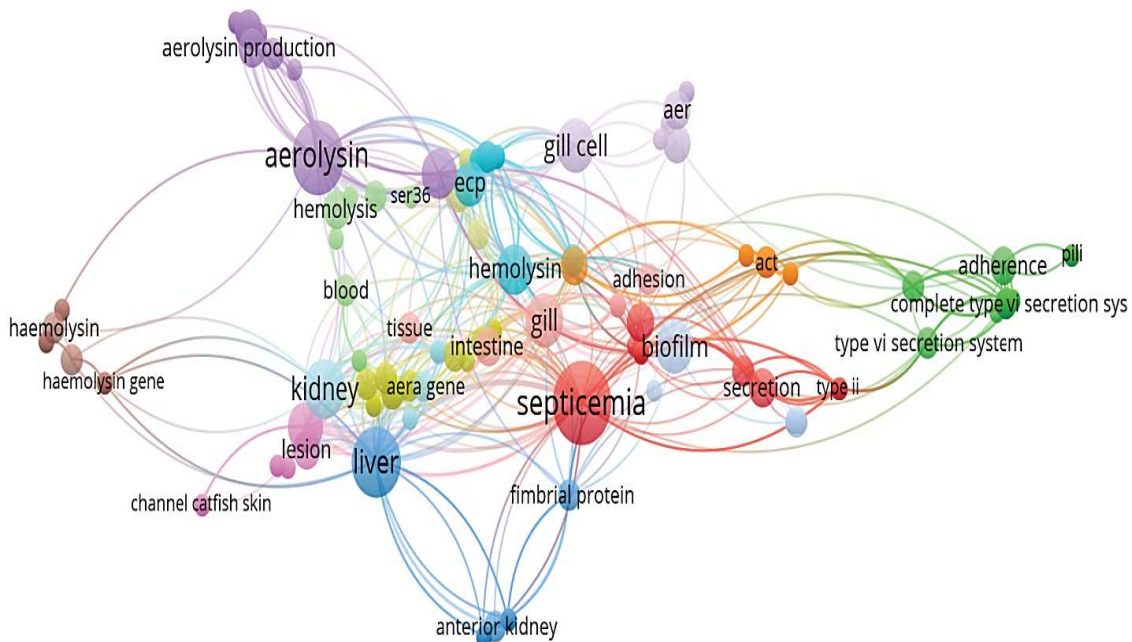 aerolysin production
aer
aerolysin
gill cell
ser36
ecp
hemolysis
hemolysin
adhesion
act
adherence
pili
blood
complete type vi secretion sys
haemolysin
tissue
intestine
gill
biofilm
type vi secretion system
haemolysin gene
kidney
aera gene
septicemia
secretion
type ii
lesion
liver
channel catfish skin
fimbrial protein
anterior kidney